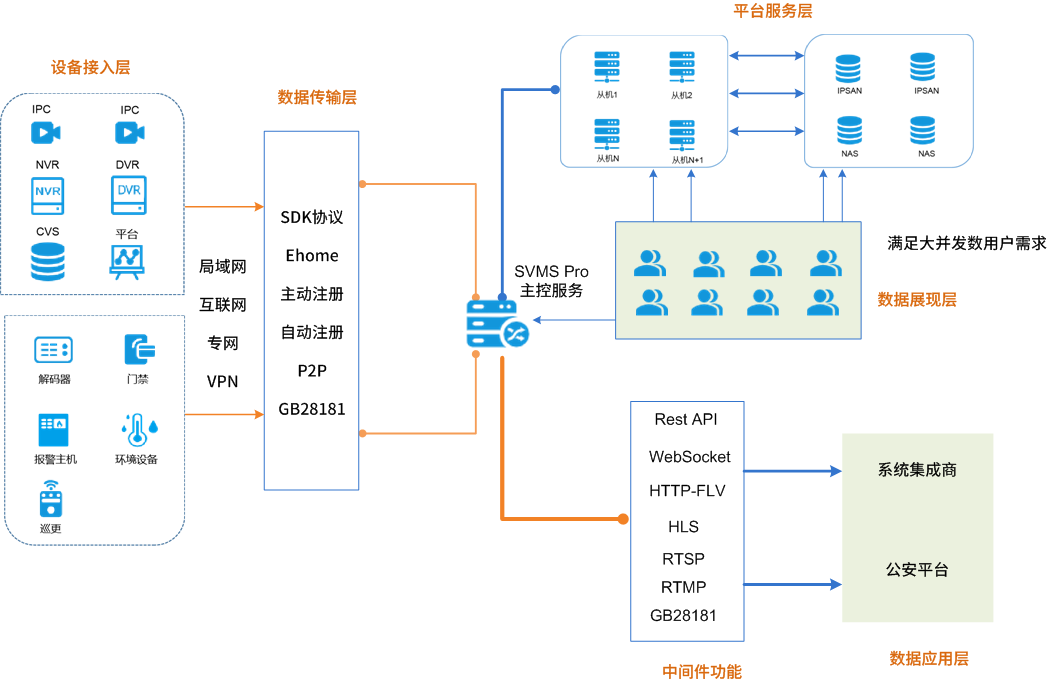 平台服务层
设备接入层
数据传输层
IPC
IPC
NVR
DVR
NVR
DVR
CVS
平台
解码器
门禁
报警主机
环境设备
巡更
局域网
互联网
专网
VPN
SDK协议
Ehome
主动注册
自动注册
P2P
GB28181
SVMS Pro
主控服务
从机1
从机2
从机N
从机N+1
IPSAN
IPSAN
NAS
NAS
满足大并发数用户需求
数据展现层
Rest API
WebSocket
HTTP-FLV
HLS
RTSP
RTMP
GB28181
中间件功能
系统集成商
公安平台
数据应用层